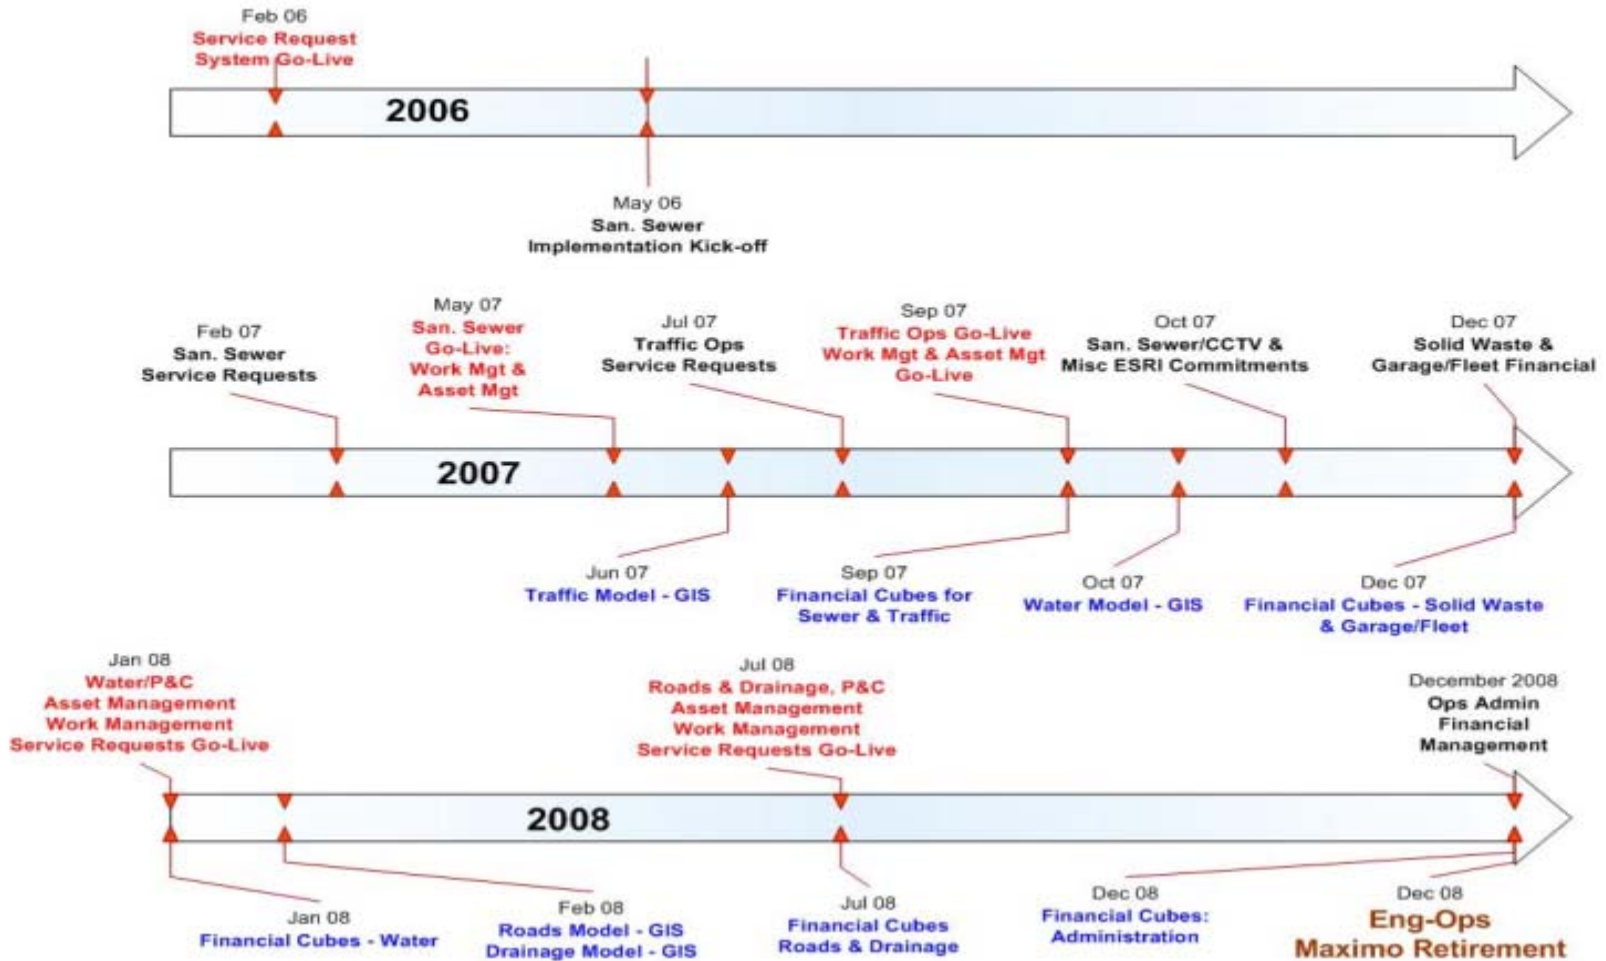 Feb 06
Service Request
System Go-Live
2006
May 06
San. Sewer
Implementation Kick-off
Feb 07
San. Sewer
Service Requests
May 07
San. Sewer
Go-Live:
Work Mgt &
Asset Mgt
Jul 07
Traffic Ops
Service Requests
Sep 07
Traffic Ops Go-Live
Work Mgt & Asset Mgt
Go-Live
Oct 07
San. Sewer/CCTV &
Misc ESRI Commitments
Dec 07
Solid Waste &
Garage/Fleet Financial
2007
Jun 07
Traffic Model - GIS
Sep 07
Financial Cubes for
Sewer & Traffic
Oct 07
Water Model - GIS
Dec 07
Financial Cubes - Solid Waste
& Garage/Fleet
Jan 08
Water/P&C
Asset Management
Work Management
Service Requests Go-Live
Jul 08
Roads & Drainage, P&C
Asset Management
Work Management
Service Requests Go-Live
December 2008
Ops Admin
Financial
Management
2008
Jan 08
Financial Cubes - Water
Feb 08
Roads Model - GIS
Drainage Model - GIS
Jul 08
Financial Cubes
Roads & Drainage
Dec 08
Financial Cubes:
Administration
Dec 08
Eng-Ops
Maximo Retirement